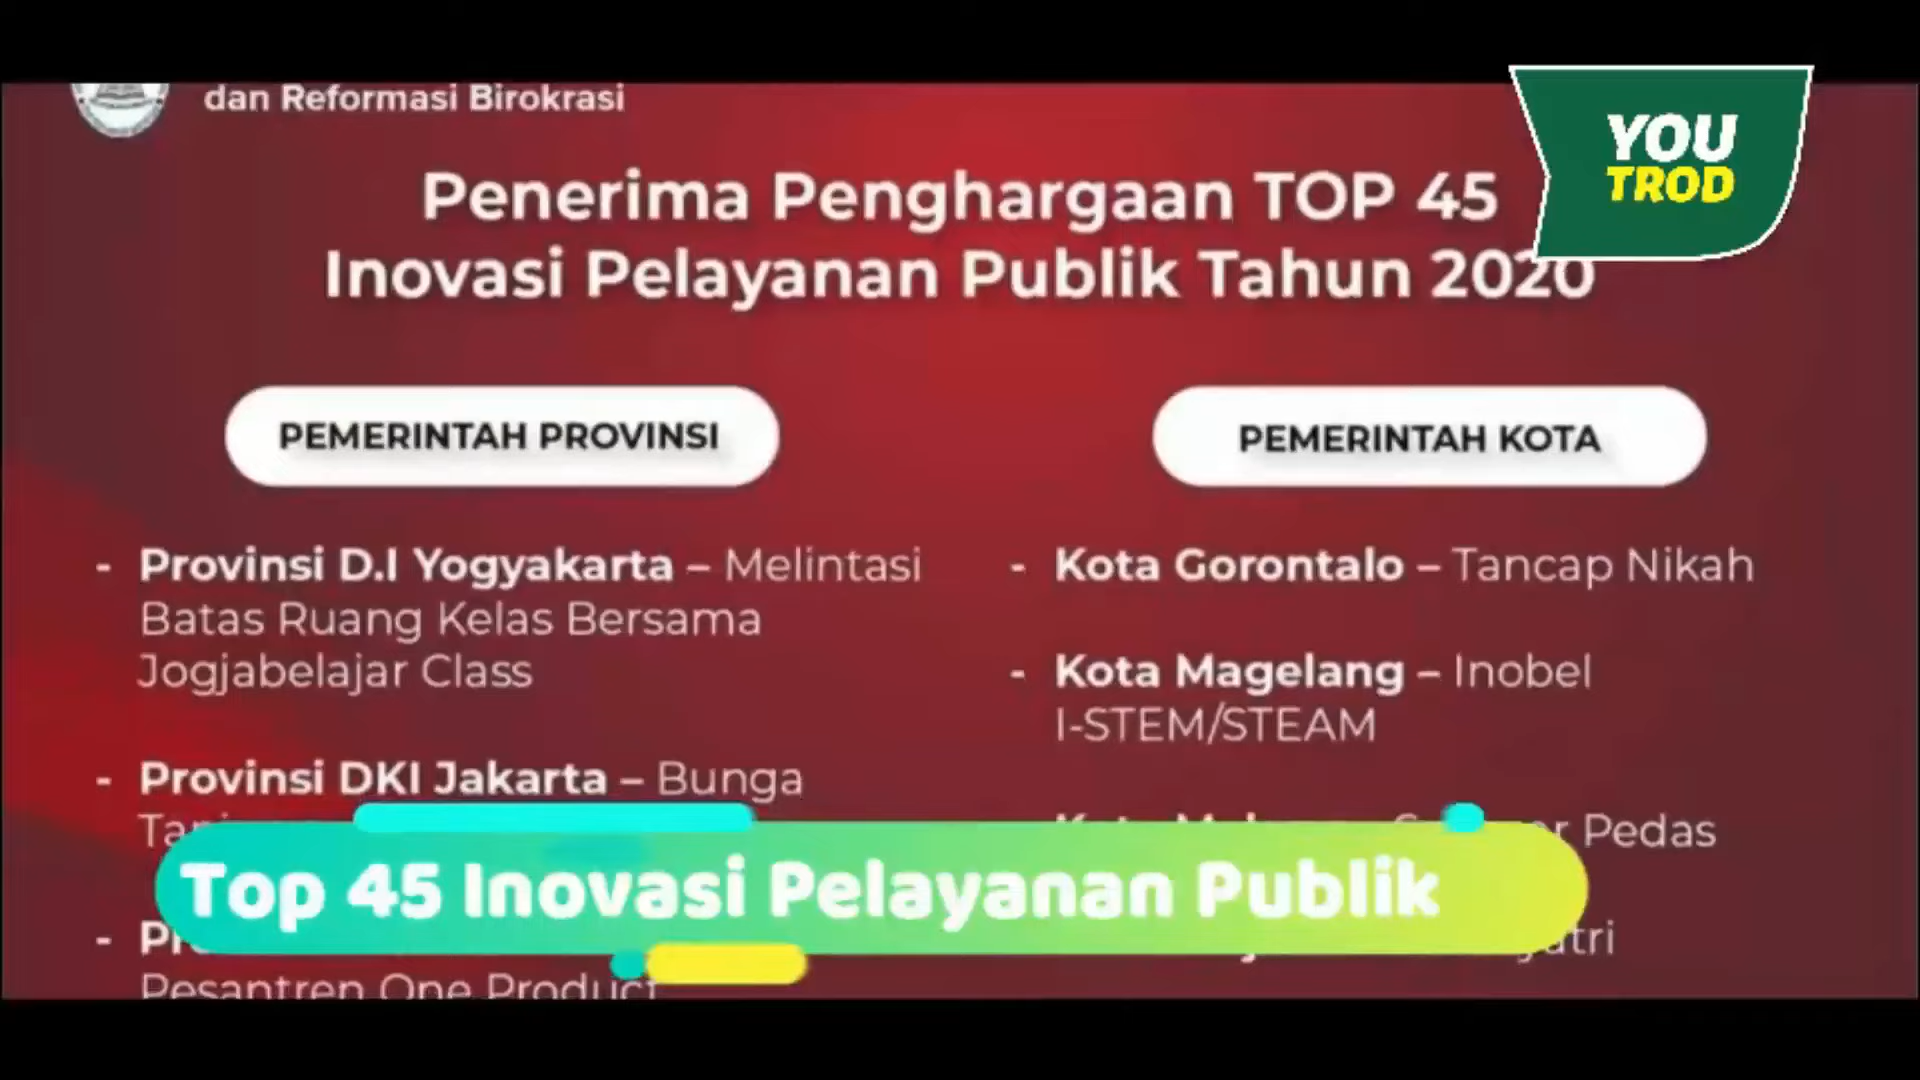 dan Reformasi Birokrasi
YOU
TROD
Penerima Penghargaan TOP 45
Inovasi Pelayanan Publik Tahun 2020
PEMERINTAH PROVINSI
- Provinsi D.I Yogyakarta – Melintasi
Batas Ruang Kelas Bersama
Jogjabelajar Class
- Provinsi DKI Jakarta – Bunga
Pesantren One Product
PEMERINTAH KOTA
- Kota Gorontalo – Tancap Nikah
- Kota Magelang – Inobel
I-STEM/STEAM
Pedas
Top 45 Inovasi Pelayanan Publik